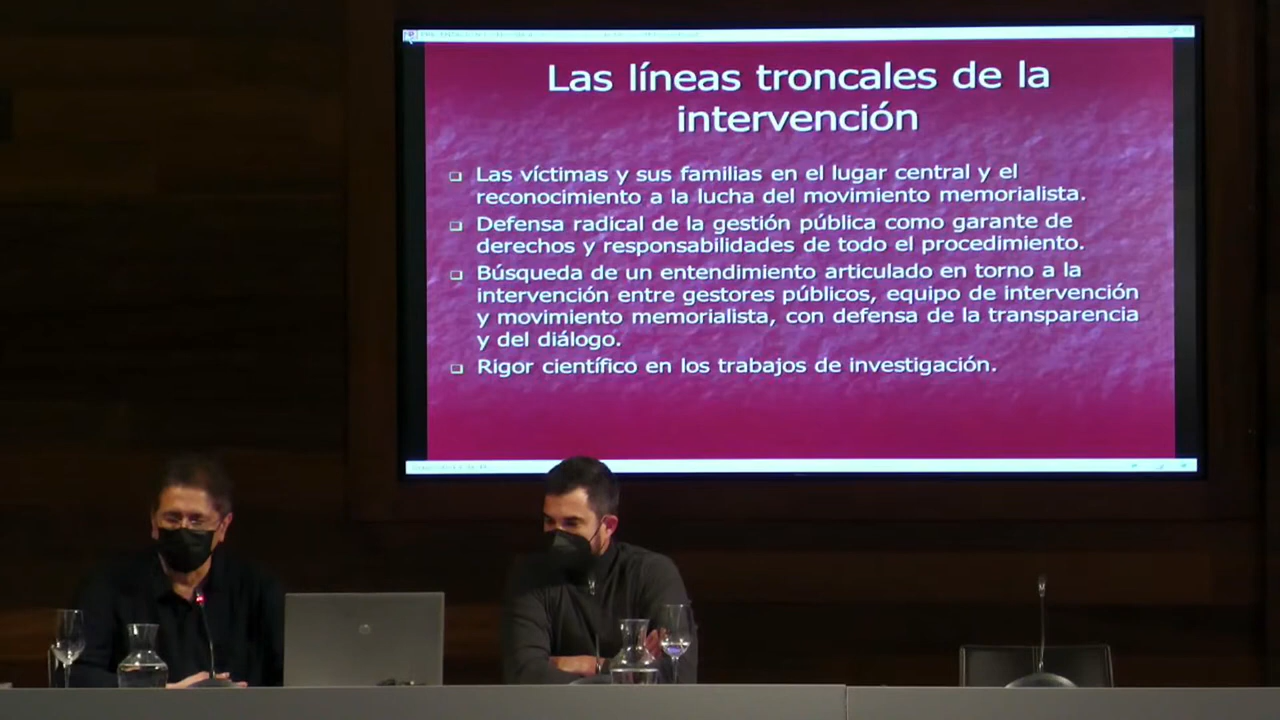 Las líneas troncales de la
intervención
Las víctimas y sus familias en el lugar central y el
reconocimiento a la lucha del movimiento memorialista.
Defensa radical de la gestión pública como garante de
derechos y responsabilidades de todo el procedimiento.
Búsqueda de un entendimiento articulado en torno a la
intervención entre gestores públicos, equipo de intervención
y movimiento memorialista, con defensa de la transparencia
y del diálogo.
Rigor científico en los trabajos de investigación.